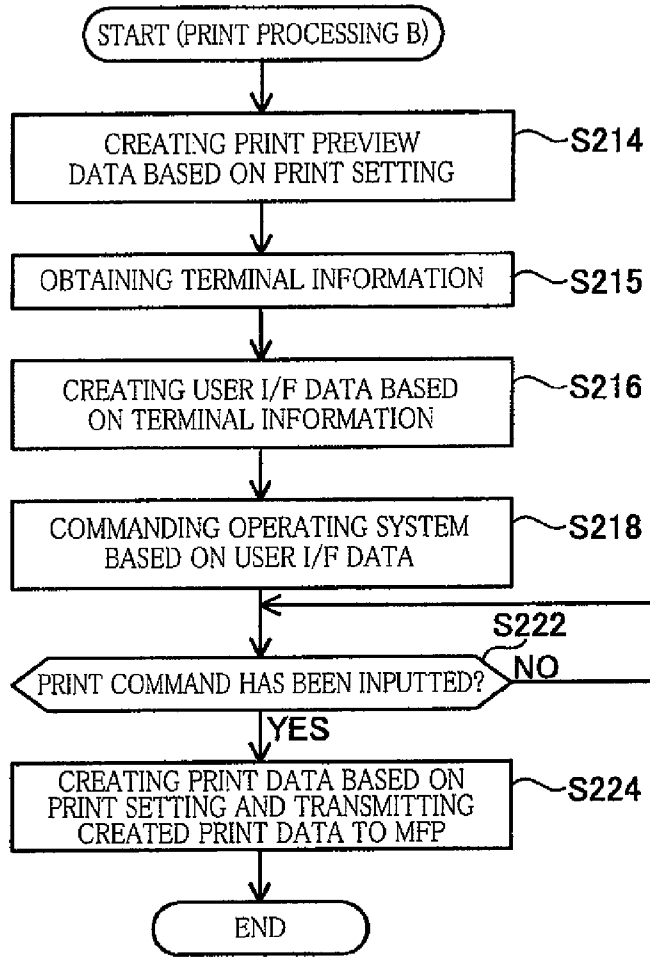 START (PRINT PROCESSING B)
CREATING PRINT PREVIEW
DATA BASED ON PRINT SETTING
S214
OBTAINING TERMINAL INFORMATION
S215
CREATING USER I/F DATA BASED
ON TERMINAL INFORMATION
S216
COMMANDING OPERATING SYSTEM
BASED ON USER I/F DATA
S218
S222
PRINT COMMAND HAS BEEN INPUTTED?
NO
YES
CREATING PRINT DATA BASED ON
PRINT SETTING AND TRANSMITTING
CREATED PRINT DATA TO MFP
S224
END